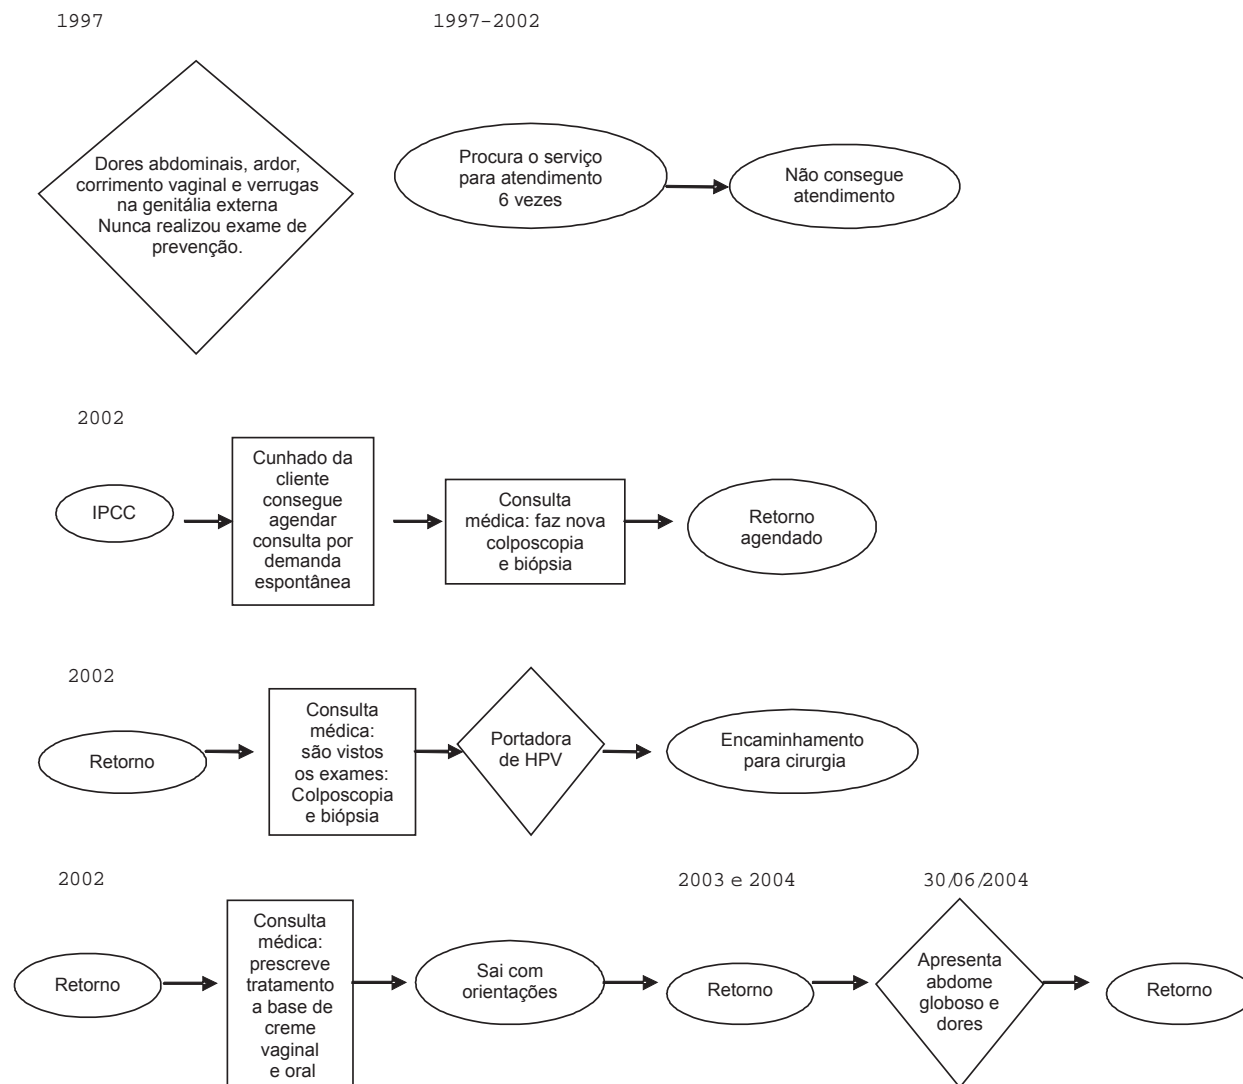 1997
1997-2002
Dores abdominais, ardor,
corrimento vaginal e verrugas
na genitália externa
Nunca realizou exame de
prevenção.
Procura o serviço
para atendimento
6 vezes
Não consegue
atendimento
2002
IPCC
Cunhado da
cliente
consegue
agendar
consulta por
demanda
espontânea
Consulta
médica: faz nova
colposcopia
e biópsia
Retorno
agendado
2002
Retorno
Consulta
médica:
são vistos
os exames:
Colposcopia
e biópsia
Portadora
de HPV
Encaminhamento
para cirurgia
2002
2003 e 2004
30/06/2004
Retorno
Consulta
médica:
prescreve
tratamento
a base de
creme
vaginal
e oral
Sai com
orientações
Retorno
Apresenta
abdome
globoso e
dores
Retorno